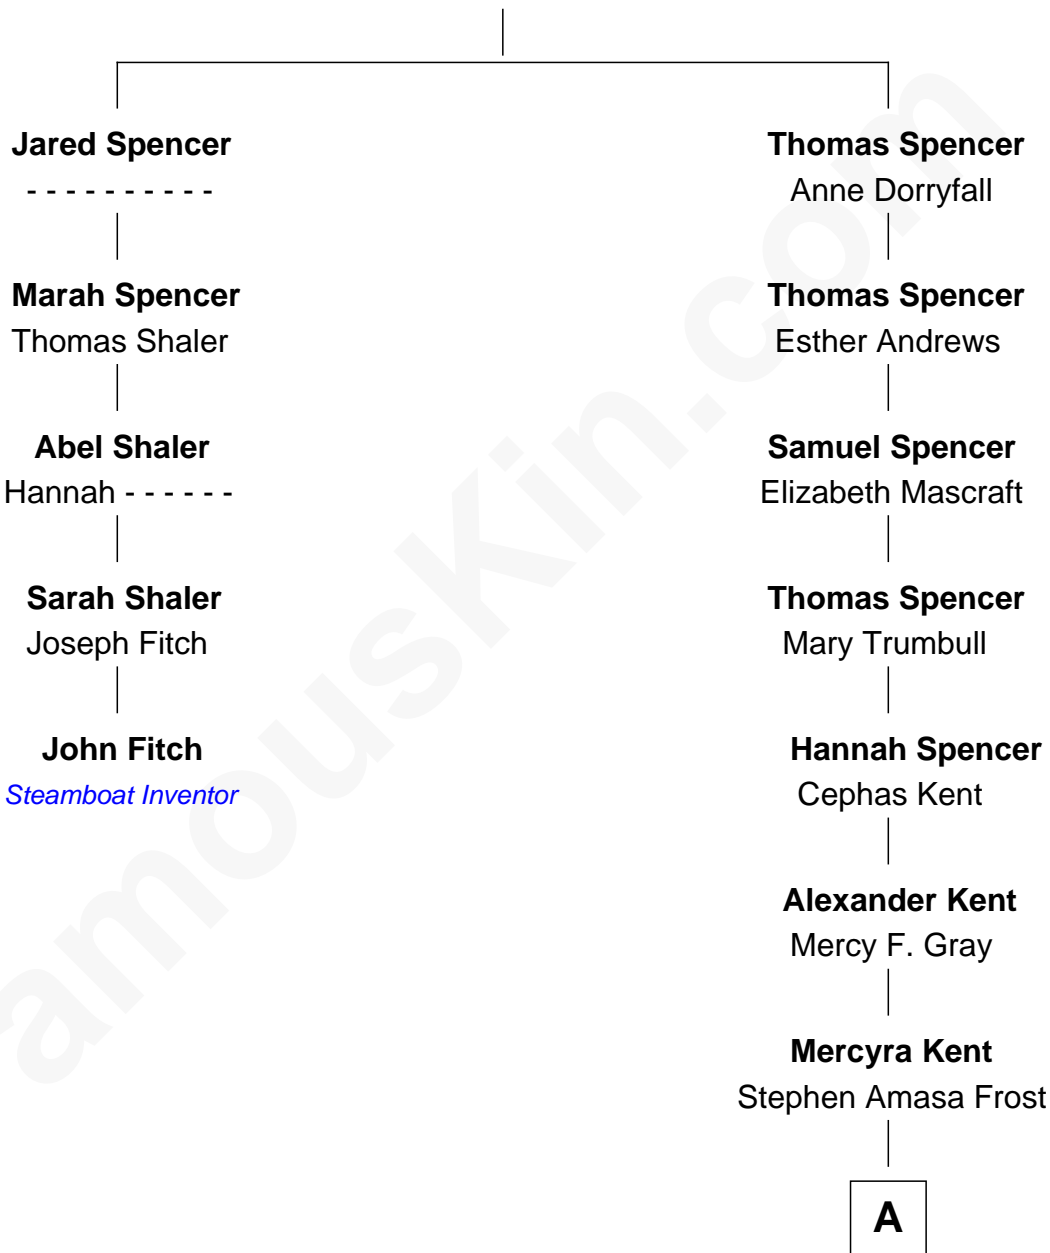 Jared Spencer
- - - - - - - - - -
Marah Spencer
Thomas Shaler
Abel Shaler
Hannah - - - - - -
Sarah Shaler
Joseph Fitch
John Fitch
Steamboat Inventor
Thomas Spencer
Anne Dorryfall
Thomas Spencer
Esther Andrews
Samuel Spencer
Elizabeth Mascraft
Thomas Spencer
Mary Trumbull
Hannah Spencer
Cephas Kent
Alexander Kent
Mercy F. Gray
Mercyra Kent
Stephen Amasa Frost
A
amouskin.com